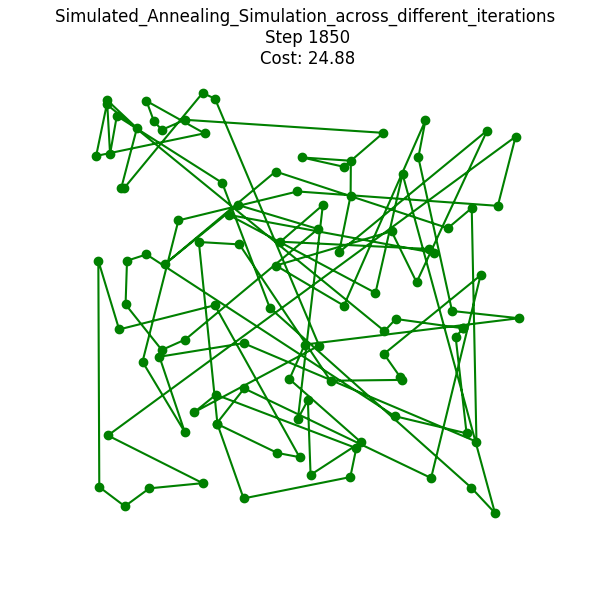 Simulated_Annealing_Simulation_across_different_iterations
Step 1850
Cost: 24.88